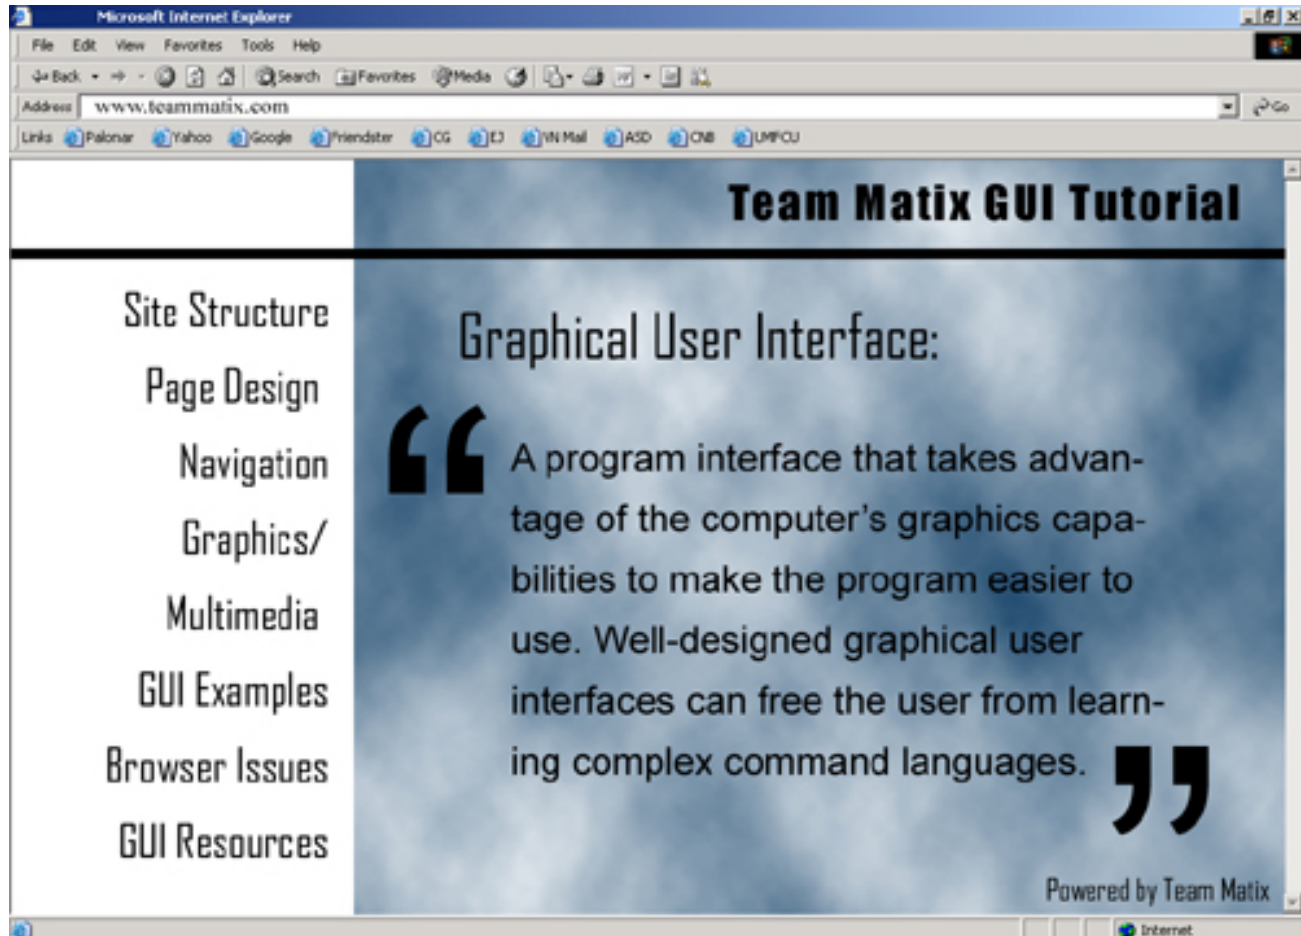 Microsoft Internet Explorer
File Edit View Favorites Tools Help
Back Search Favorites Media
Address www.teammatix.com Go
Links Palomar Yahoo Google Friendster CG EJ VN Mail ASD CNB UMFCU
Team Matix GUI Tutorial
Site Structure
Page Design
Navigation
Graphics/
Multimedia
GUI Examples
Browser Issues
GUI Resources
Graphical User Interface:
“
A program interface that takes advan-
tage of the computer’s graphics capa-
bilities to make the program easier to
use. Well-designed graphical user
interfaces can free the user from learn-
ing complex command languages.
”
Powered by Team Matix
Internet